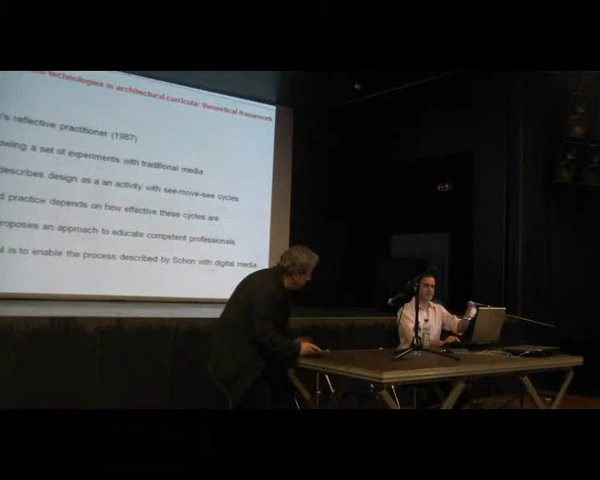 technologies in architectural curricula: theoretical framework
's reflective practitioner (1987)
owing a set of experiments with traditional media
describes design as a an activity with see-move-see cycles
d practice depends on how effective these cycles are
roposes an approach to educate competent professionals
l is to enable the process described by Schon with digital media